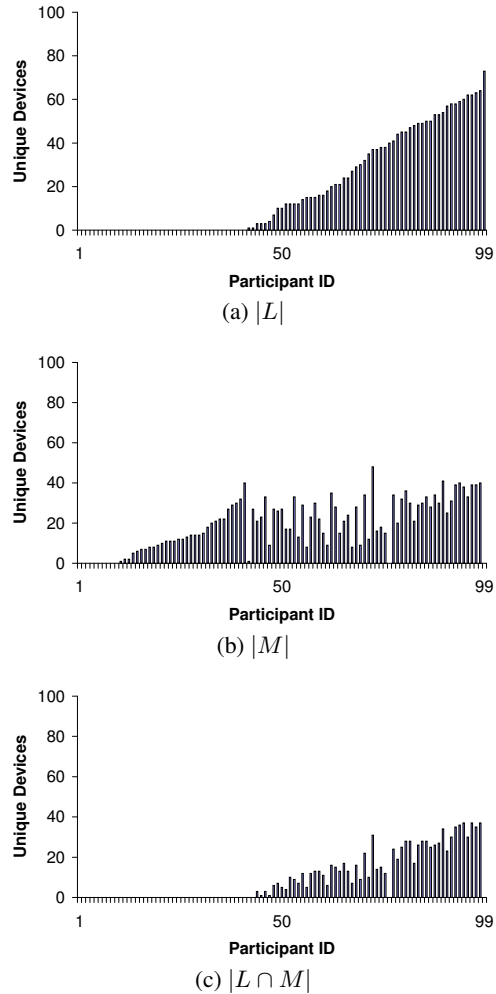 100
80
60
40
20
0
Unique Devices
1 50 99
Participant ID
(a) |L|
100
80
60
40
20
0
Unique Devices
1 50 99
Participant ID
(b) |M|
100
80
60
40
20
0
Unique Devices
1 50 99
Participant ID
(c) |L ∩ M|